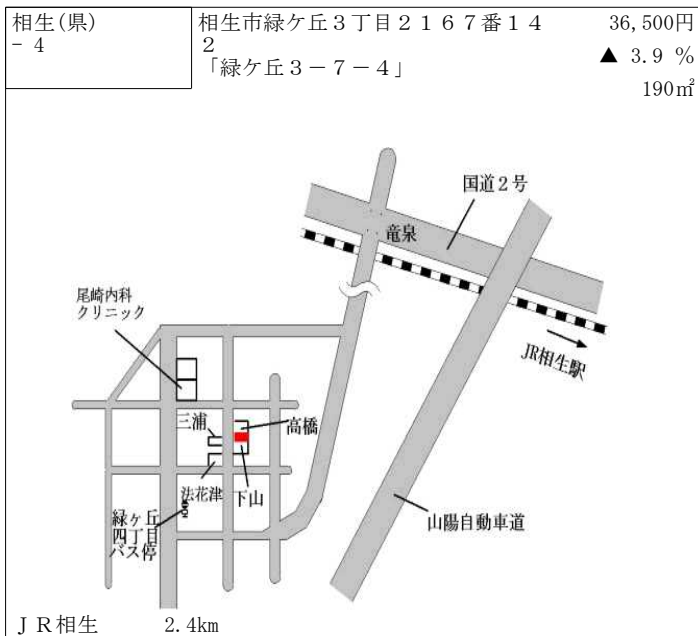 相生(県)
- 4
相生市緑ケ丘３丁目２１６７番１４
２
「緑ケ丘３－７－４」
36,500円
▲ 3.9 %
190㎡
国道２号
竜泉
尾崎内科
クリニック
JR相生駅
三浦
高橋
法花津
下山
緑ケ丘
四丁目
バス停
山陽自動車道
ＪＲ相生 2.4km